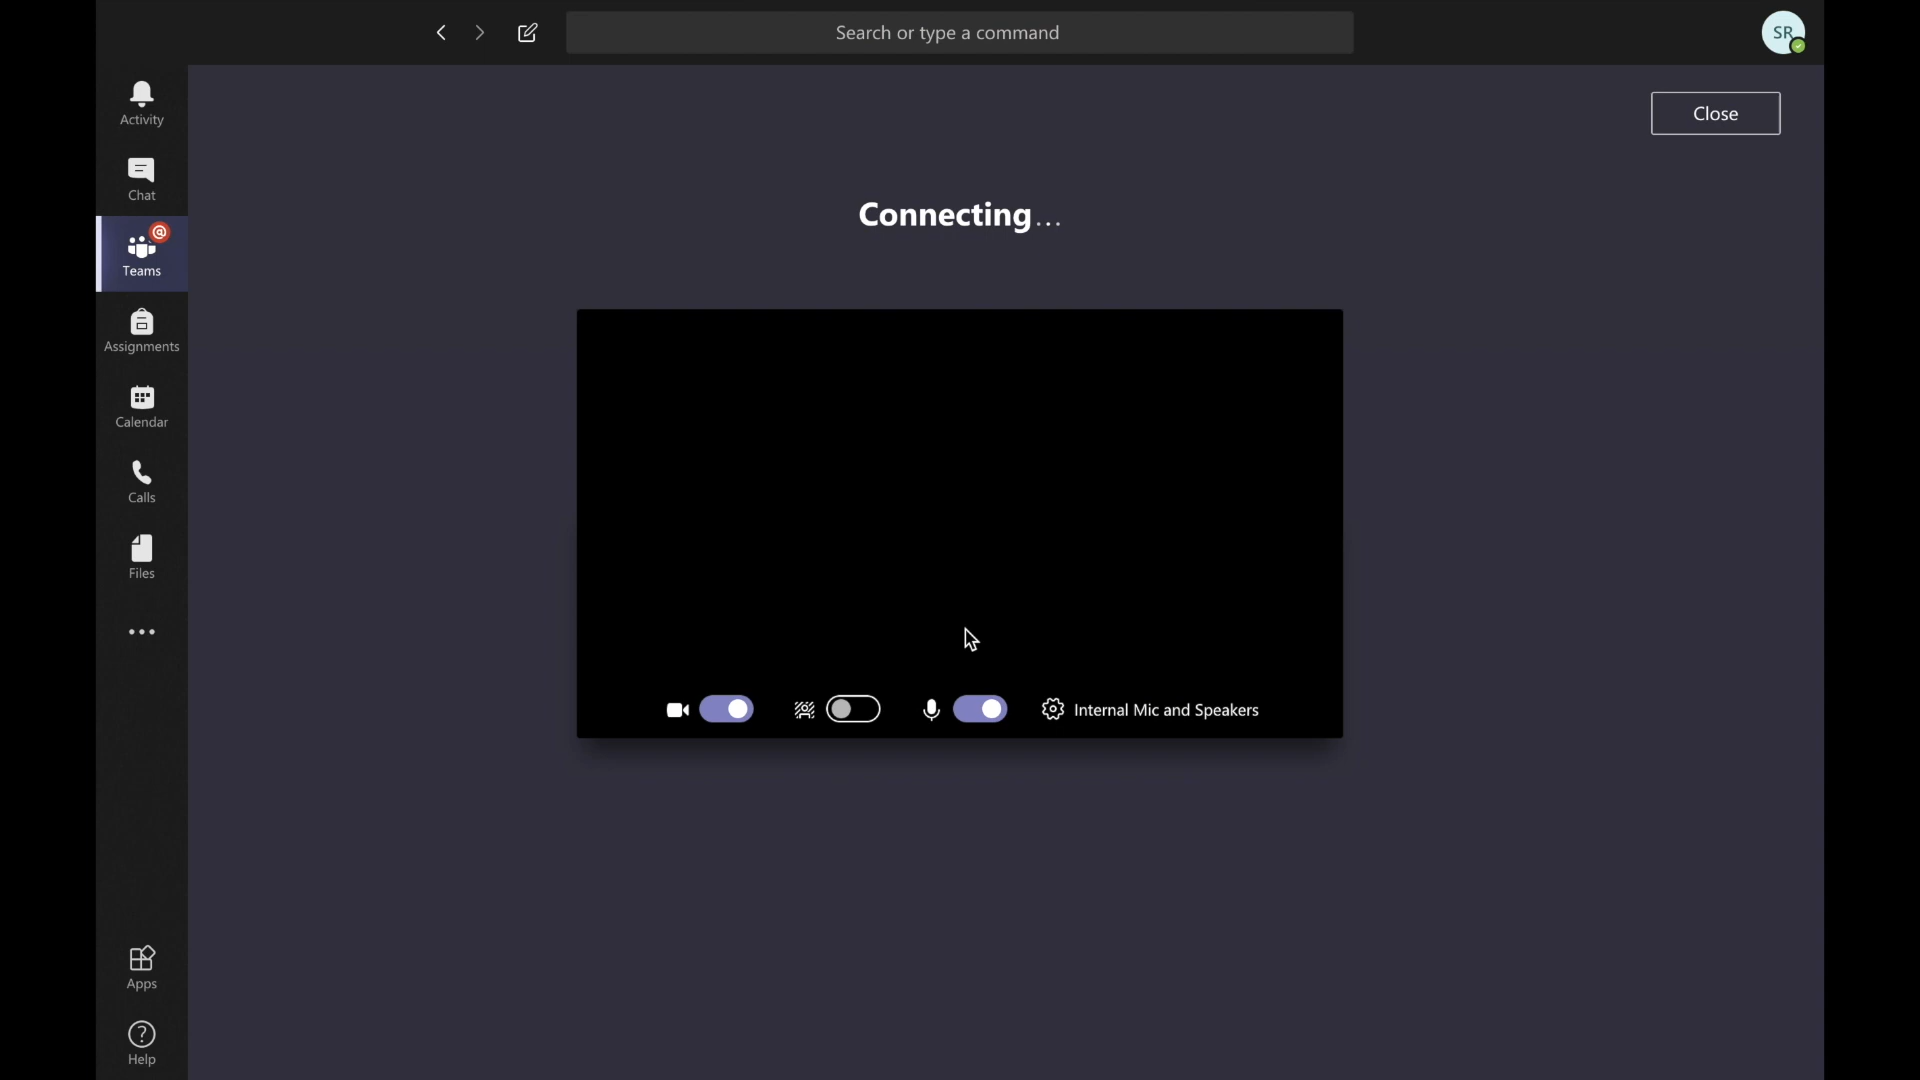 Search or type a command
SR
Activity
Close
Chat
Connecting...
@
Teams
Assignments
Calendar
Calls
Files
Internal Mic and Speakers
Apps
?
Help